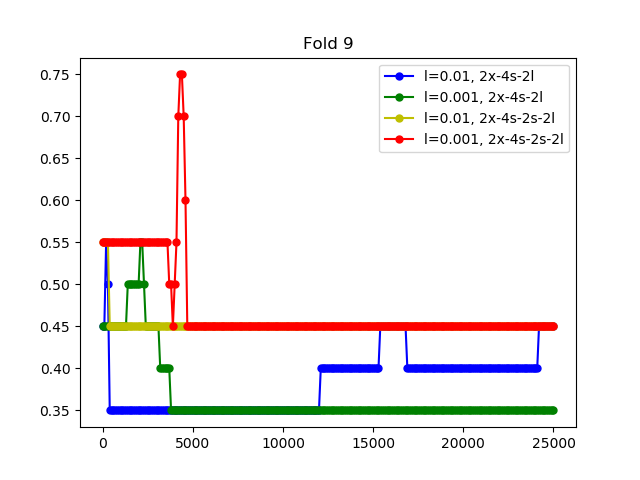 Fold 9
l=0.01, 2x-4s-2l
l=0.001, 2x-4s-2l
l=0.01, 2x-4s-2s-2l
l=0.001, 2x-4s-2s-2l
0.75
0.70
0.65
0.60
0.55
0.50
0.45
0.40
0.35
0 5000 10000 15000 20000 25000